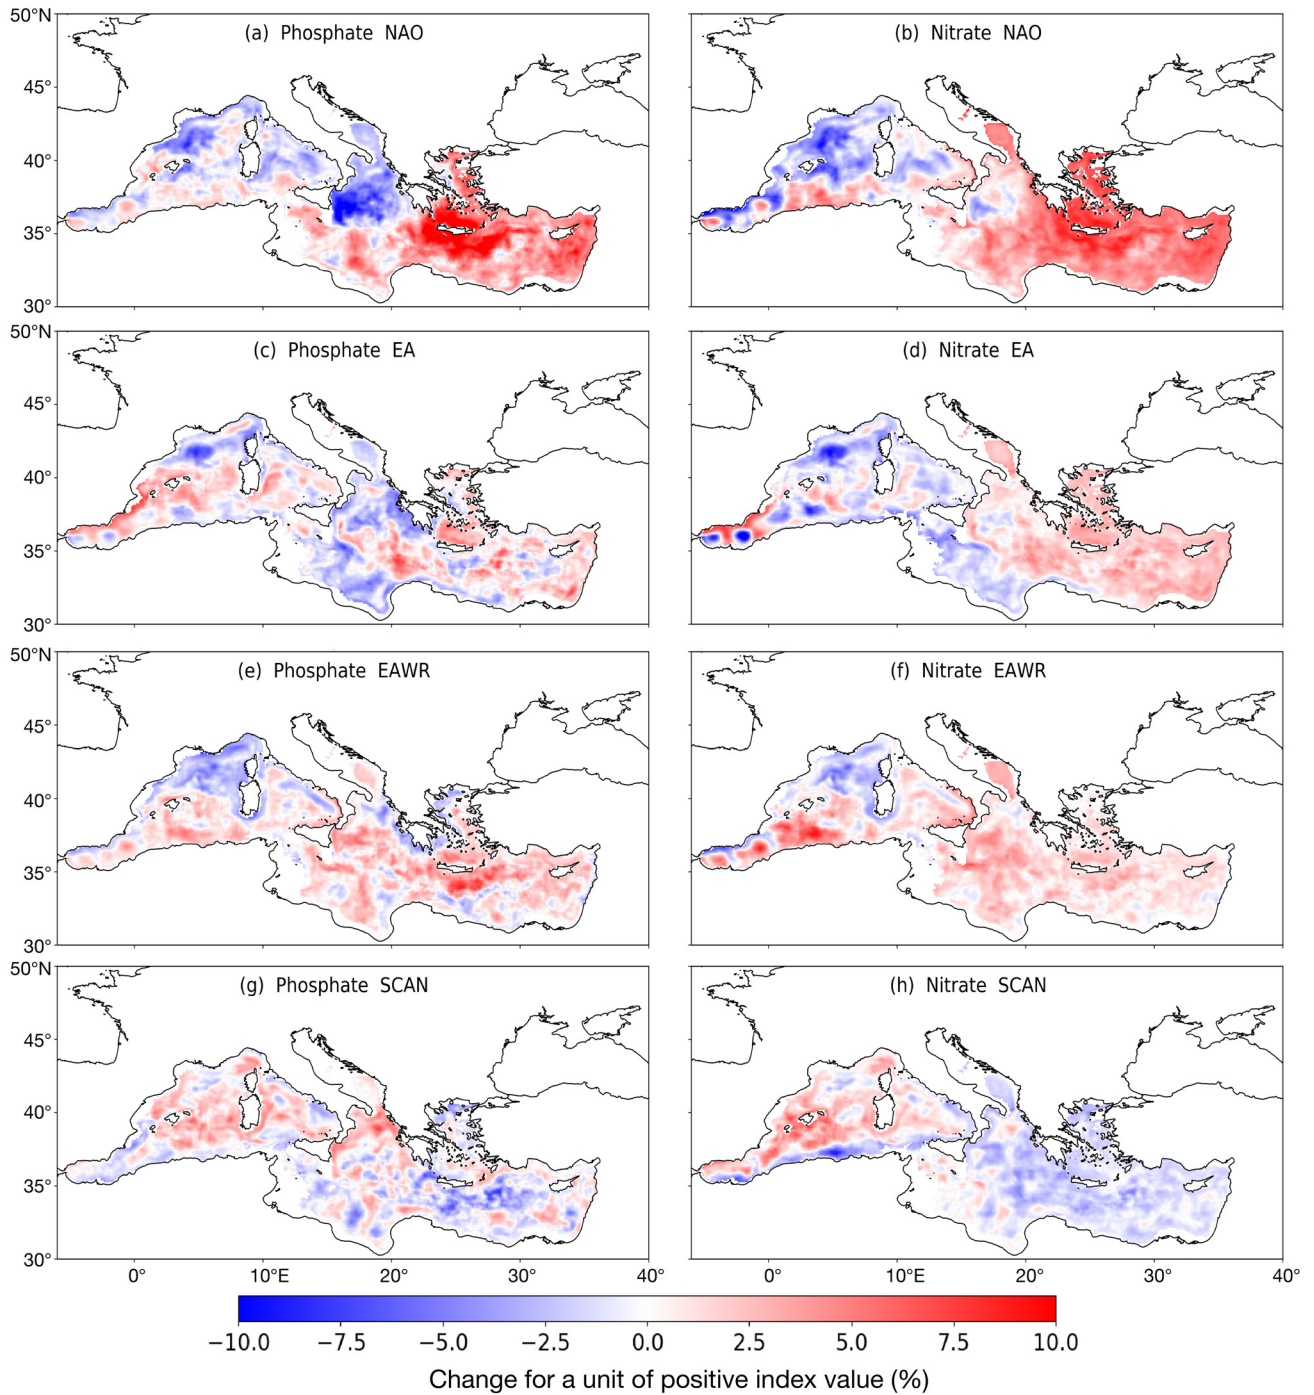 50°N
(a) Phosphate NAO
(b) Nitrate NAO
45°
40°
35°
30°
50°N
(c) Phosphate EA
(d) Nitrate EA
45°
40°
35°
30°
50°N
(e) Phosphate EAWR
(f) Nitrate EAWR
45°
40°
35°
30°
50°N
(g) Phosphate SCAN
(h) Nitrate SCAN
45°
40°
35°
30°
0° 10°E 20° 30° 40° 0° 10°E 20° 30° 40°
−10.0 −7.5 −5.0 −2.5 0.0 2.5 5.0 7.5 10.0
Change for a unit of positive index value (%)